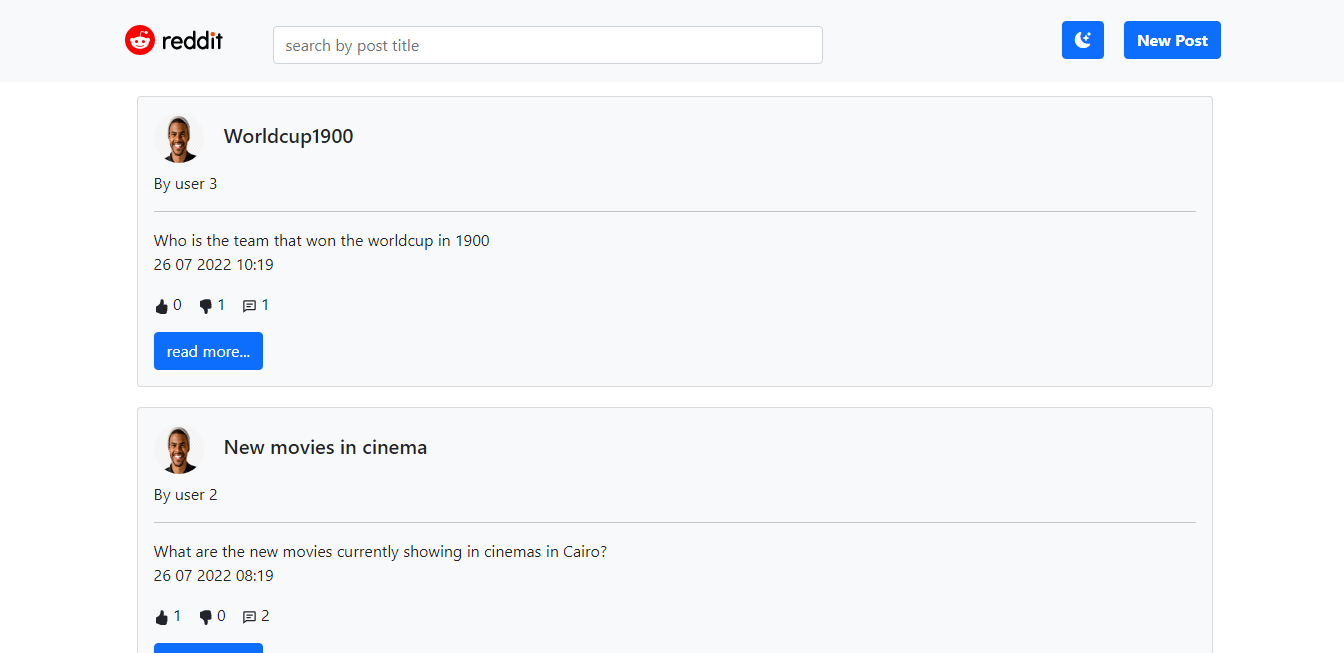 reddit
search by post title
New Post
Worldcup1900
By user 3
Who is the team that won the worldcup in 1900
26 07 2022 10:19
0 1 1
read more...
New movies in cinema
By user 2
What are the new movies currently showing in cinemas in Cairo?
26 07 2022 08:19
1 0 2